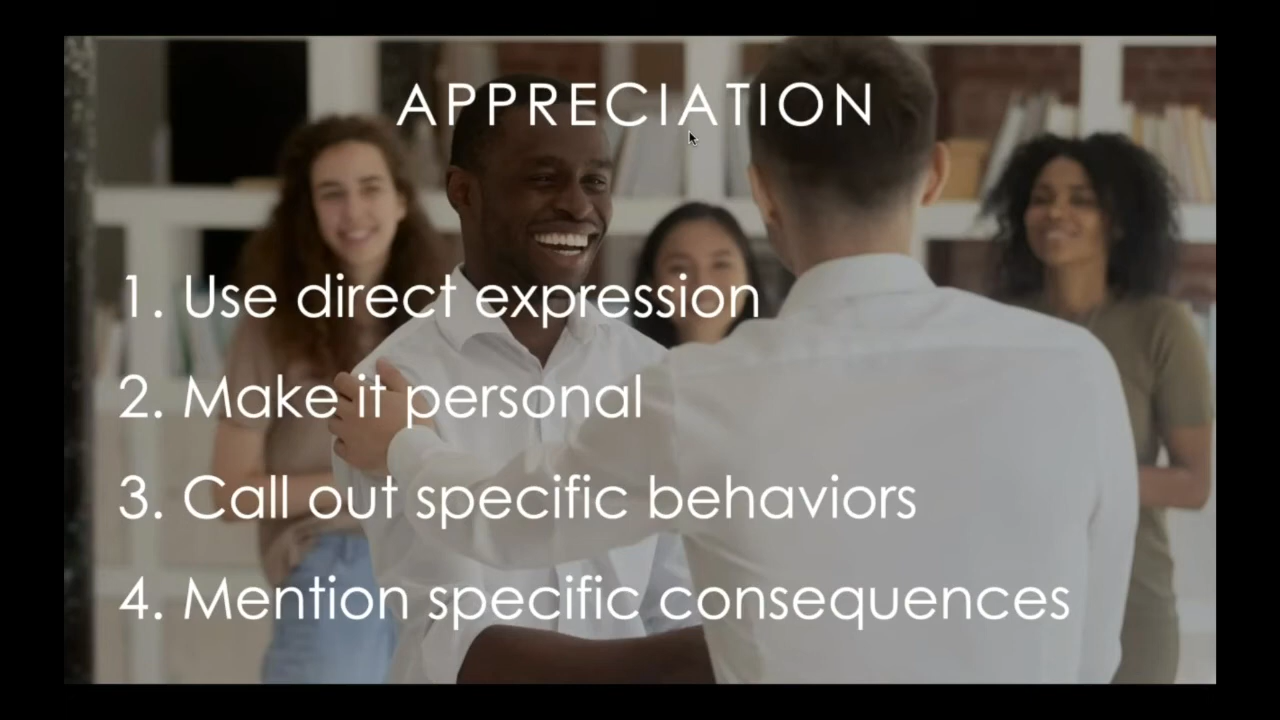 APPRECIATION
1. Use direct expression
2. Make it personal
3. Call out specific behaviors
4. Mention specific consequences